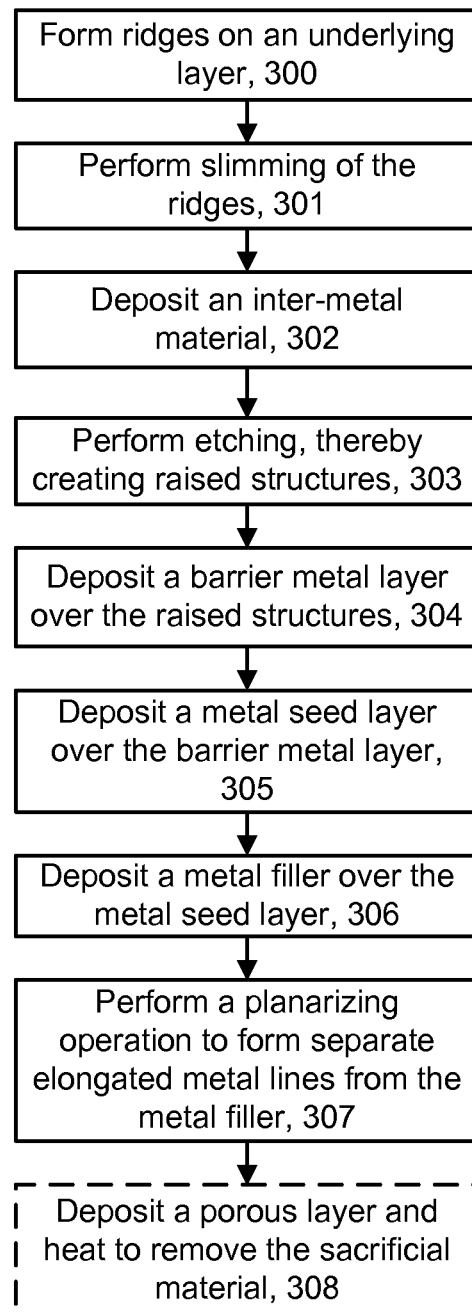 Form ridges on an underlying
layer, 300
Perform slimming of the
ridges, 301
Deposit an inter-metal
material, 302
Perform etching, thereby
creating raised structures, 303
Deposit a barrier metal layer
over the raised structures, 304
Deposit a metal seed layer
over the barrier metal layer,
305
Deposit a metal filler over the
metal seed layer, 306
Perform a planarizing
operation to form separate
elongated metal lines from the
metal filler, 307
Deposit a porous layer and
heat to remove the sacrificial
material, 308